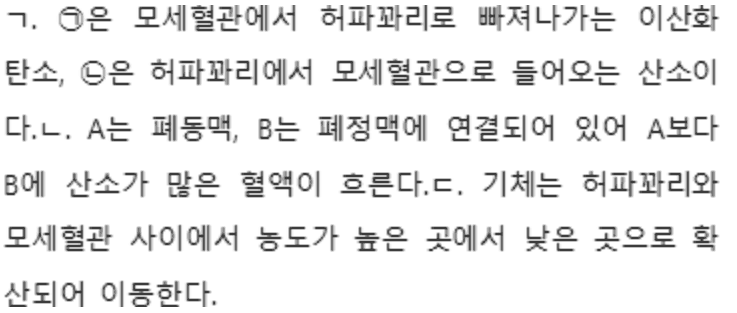 ㄱ. ㉠은 모세혈관에서 허파꽈리로 빠져나가는 이산화
탄소, ㉡은 허파꽈리에서 모세혈관으로 들어오는 산소이
다.ㄴ. A는 폐동맥, B는 폐정맥에 연결되어 있어 A보다
B에 산소가 많은 혈액이 흐른다.ㄷ. 기체는 허파꽈리와
모세혈관 사이에서 농도가 높은 곳에서 낮은 곳으로 확
산되어 이동한다.